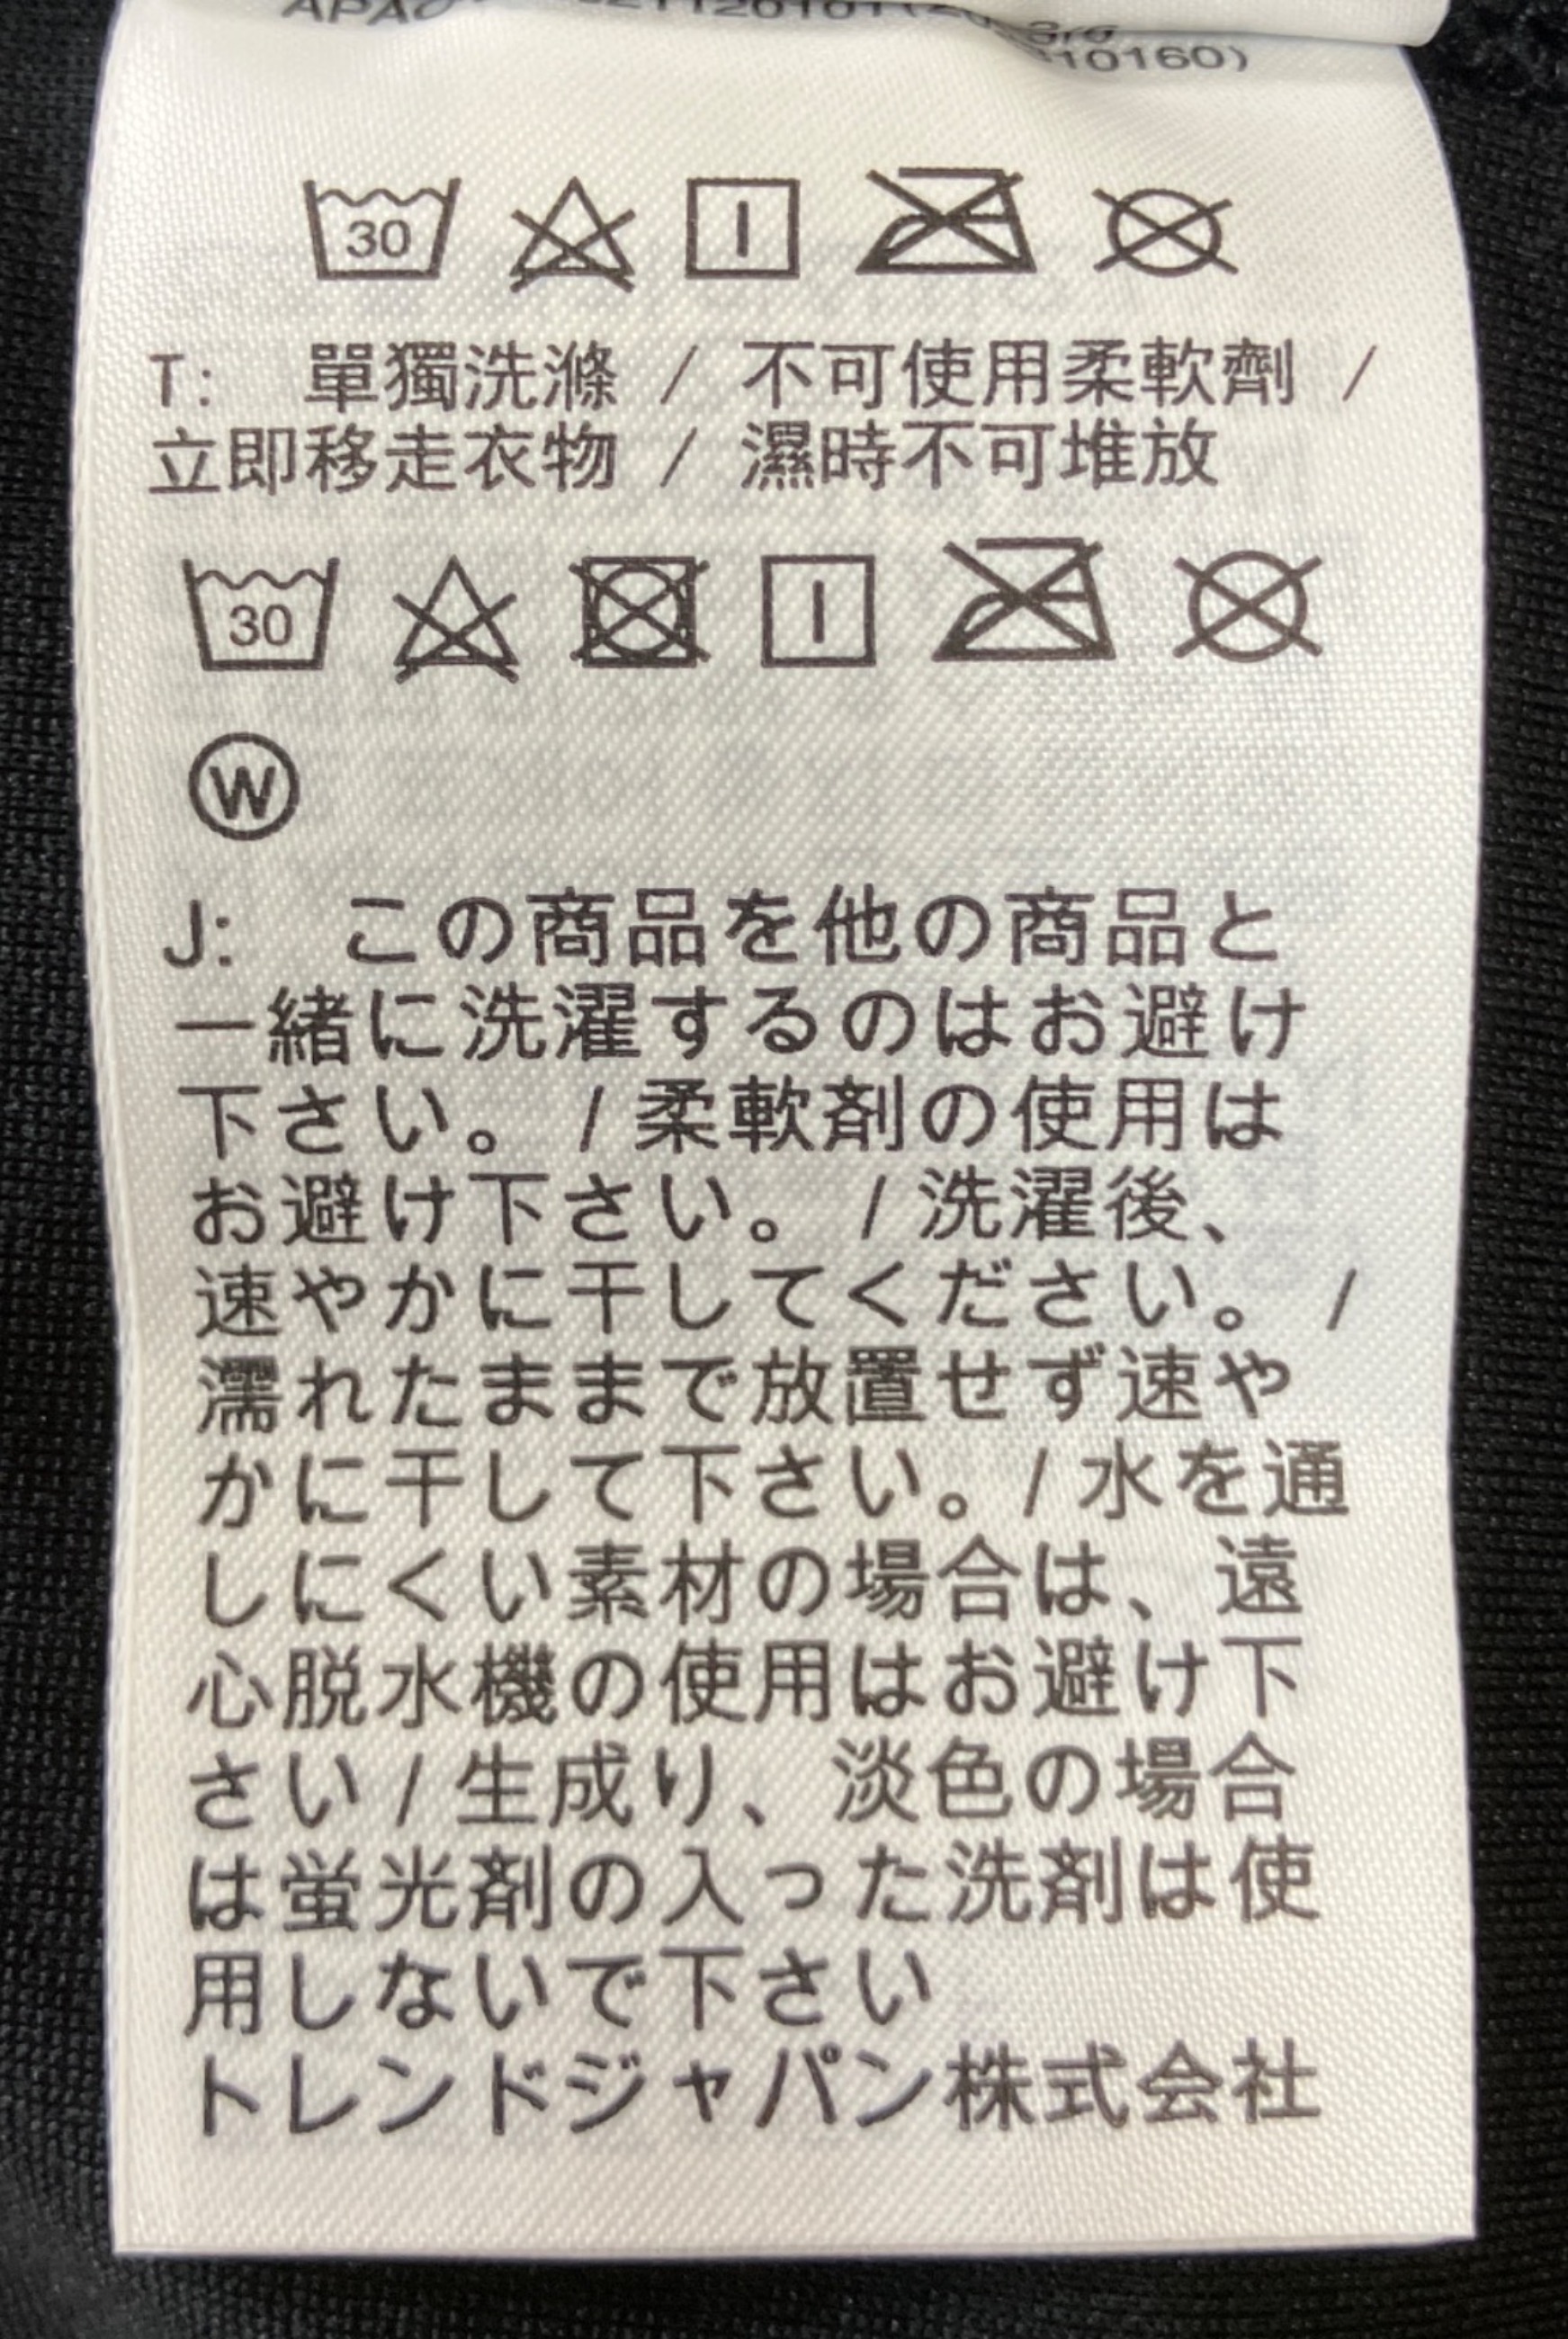 10160)
30
T: 單獨洗滌 / 不可使用柔軟劑 /
立即移走衣物 / 濕時不可堆放
30
W
J: この商品を他の商品と
一緒に洗濯するのはお避け
下さい。 / 柔軟剤の使用は
お避け下さい。 / 洗濯後、
速やかに干してください。 /
濡れたままで放置せず速や
かに干して下さい。/ 水を通
しにくい素材の場合は、遠
心脱水機の使用はお避け下
さい / 生成り、淡色の場合
は蛍光剤の入った洗剤は使
用しないで下さい
トレンドジャパン株式会社